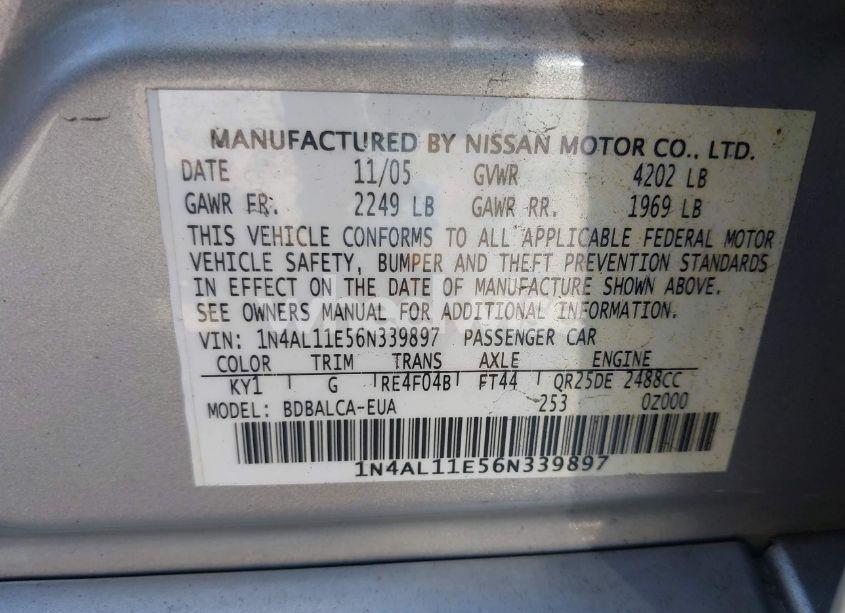 MANUFACTURED BY NISSAN MOTOR CO., LTD.
DATE 11/05 GVWR 4202 LB
GAWR FR. 2249 LB GAWR RR. 1969 LB
THIS VEHICLE CONFORMS TO ALL APPLICABLE FEDERAL MOTOR
VEHICLE SAFETY, BUMPER AND THEFT PREVENTION STANDARDS
IN EFFECT ON THE DATE OF MANUFACTURE SHOWN ABOVE.
SEE OWNERS MANUAL FOR ADDITIONAL INFORMATION.
VIN: 1N4AL11E56N339897 PASSENGER CAR
COLOR TRIM TRANS AXLE ENGINE
KY1 G RE4F04B FT44 QR25DE 2488CC
MODEL: BDBALCA-EUA 253 0Z000
1N4AL11E56N339897